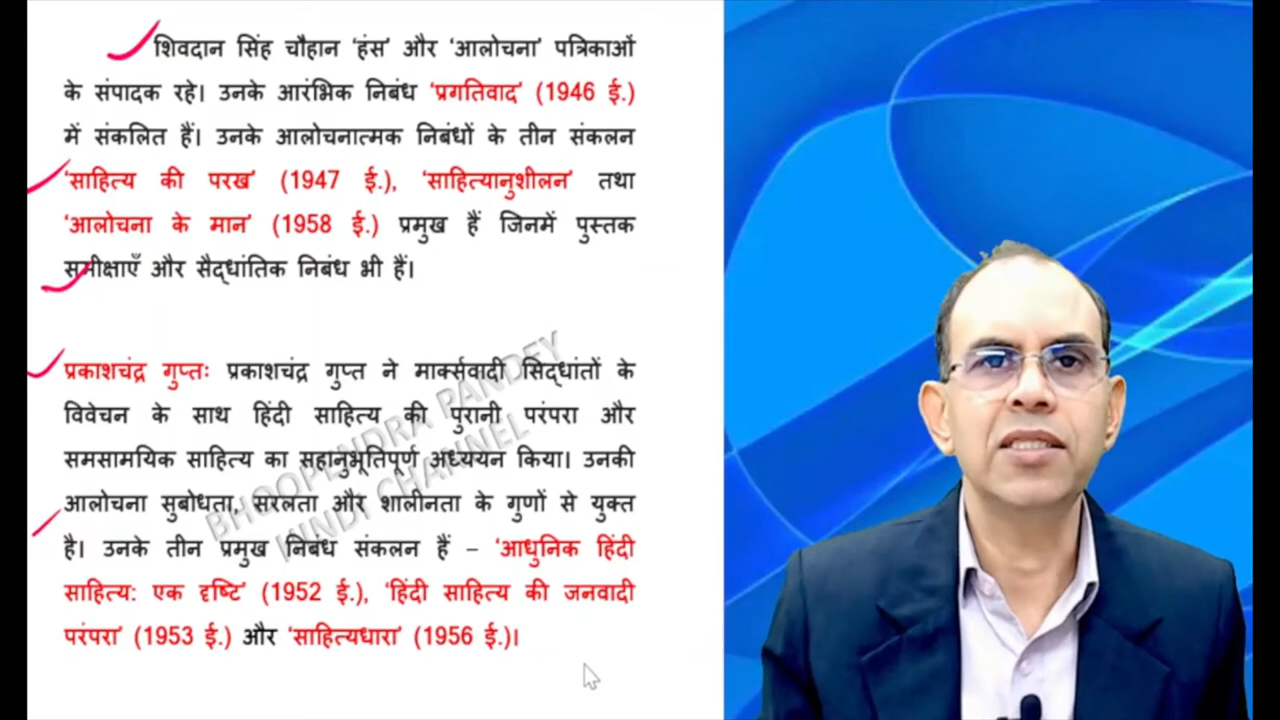 शिवदान सिंह चौहान ‘हंस’ और ‘आलोचना’ पत्रिकाओं
के संपादक रहे। उनके आरंभिक निबंध ‘प्रगतिवाद’ (1946 ई.)
में संकलित हैं। उनके आलोचनात्मक निबंधों के तीन संकलन
‘साहित्य की परख’ (1947 ई.), ‘साहित्यानुशीलन’ तथा
‘आलोचना के मान’ (1958 ई.) प्रमुख हैं जिनमें पुस्तक
समीक्षाएँ और सैद्धांतिक निबंध भी हैं।
प्रकाशचंद्र गुप्तः प्रकाशचंद्र गुप्त ने मार्क्सवादी सिद्धांतों के
विवेचन के साथ हिंदी साहित्य की पुरानी परंपरा और
समसामयिक साहित्य का सहानुभूतिपूर्ण अध्ययन किया। उनकी
आलोचना सुबोधता, सरलता और शालीनता के गुणों से युक्त
है। उनके तीन प्रमुख निबंध संकलन हैं – ‘आधुनिक हिंदी
साहित्य: एक दृष्टि’ (1952 ई.), ‘हिंदी साहित्य की जनवादी
परंपरा’ (1953 ई.) और ‘साहित्यधारा’ (1956 ई.)।
BHOOPENDRA PANDEY
HINDI CHANNEL